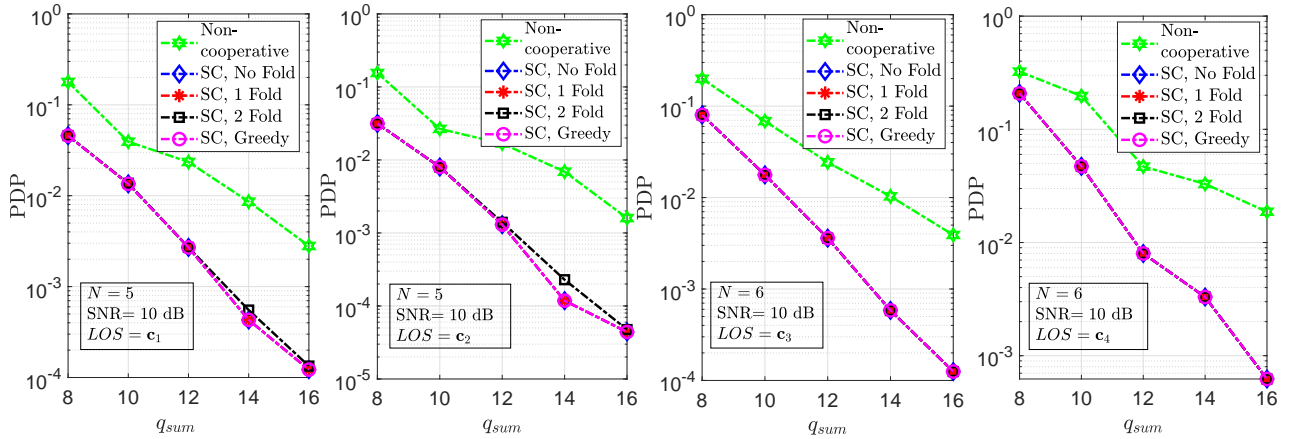 10^0
10^-1
10^-2
10^-3
10^-4
PDP
8 10 12 14 16
q_sum
Non-
cooperative
SC, No Fold
SC, 1 Fold
SC, 2 Fold
SC, Greedy
N = 5
SNR= 10 dB
LOS = c_1
10^0
10^-1
10^-2
10^-3
10^-4
10^-5
PDP
8 10 12 14 16
q_sum
Non-
cooperative
SC, No Fold
SC, 1 Fold
SC, 2 Fold
SC, Greedy
N = 5
SNR= 10 dB
LOS = c_2
10^0
10^-1
10^-2
10^-3
10^-4
PDP
8 10 12 14 16
q_sum
Non-
cooperative
SC, No Fold
SC, 1 Fold
SC, 2 Fold
SC, Greedy
N = 6
SNR= 10 dB
LOS = c_3
10^0
10^-1
10^-2
10^-3
PDP
8 10 12 14 16
q_sum
Non-
cooperative
SC, No Fold
SC, 1 Fold
SC, 2 Fold
SC, Greedy
N = 6
SNR= 10 dB
LOS = c_4